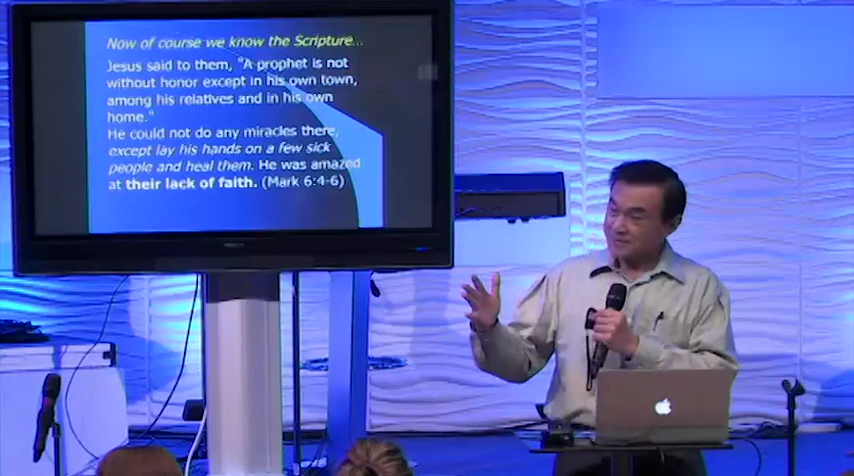 Now of course we know the Scripture...
Jesus said to them, "A prophet is not
without honor except in his own town,
among his relatives and in his own
home."
He could not do any miracles there,
except lay his hands on a few sick
people and heal them. He was amazed
at their lack of faith. (Mark 6:4-6)